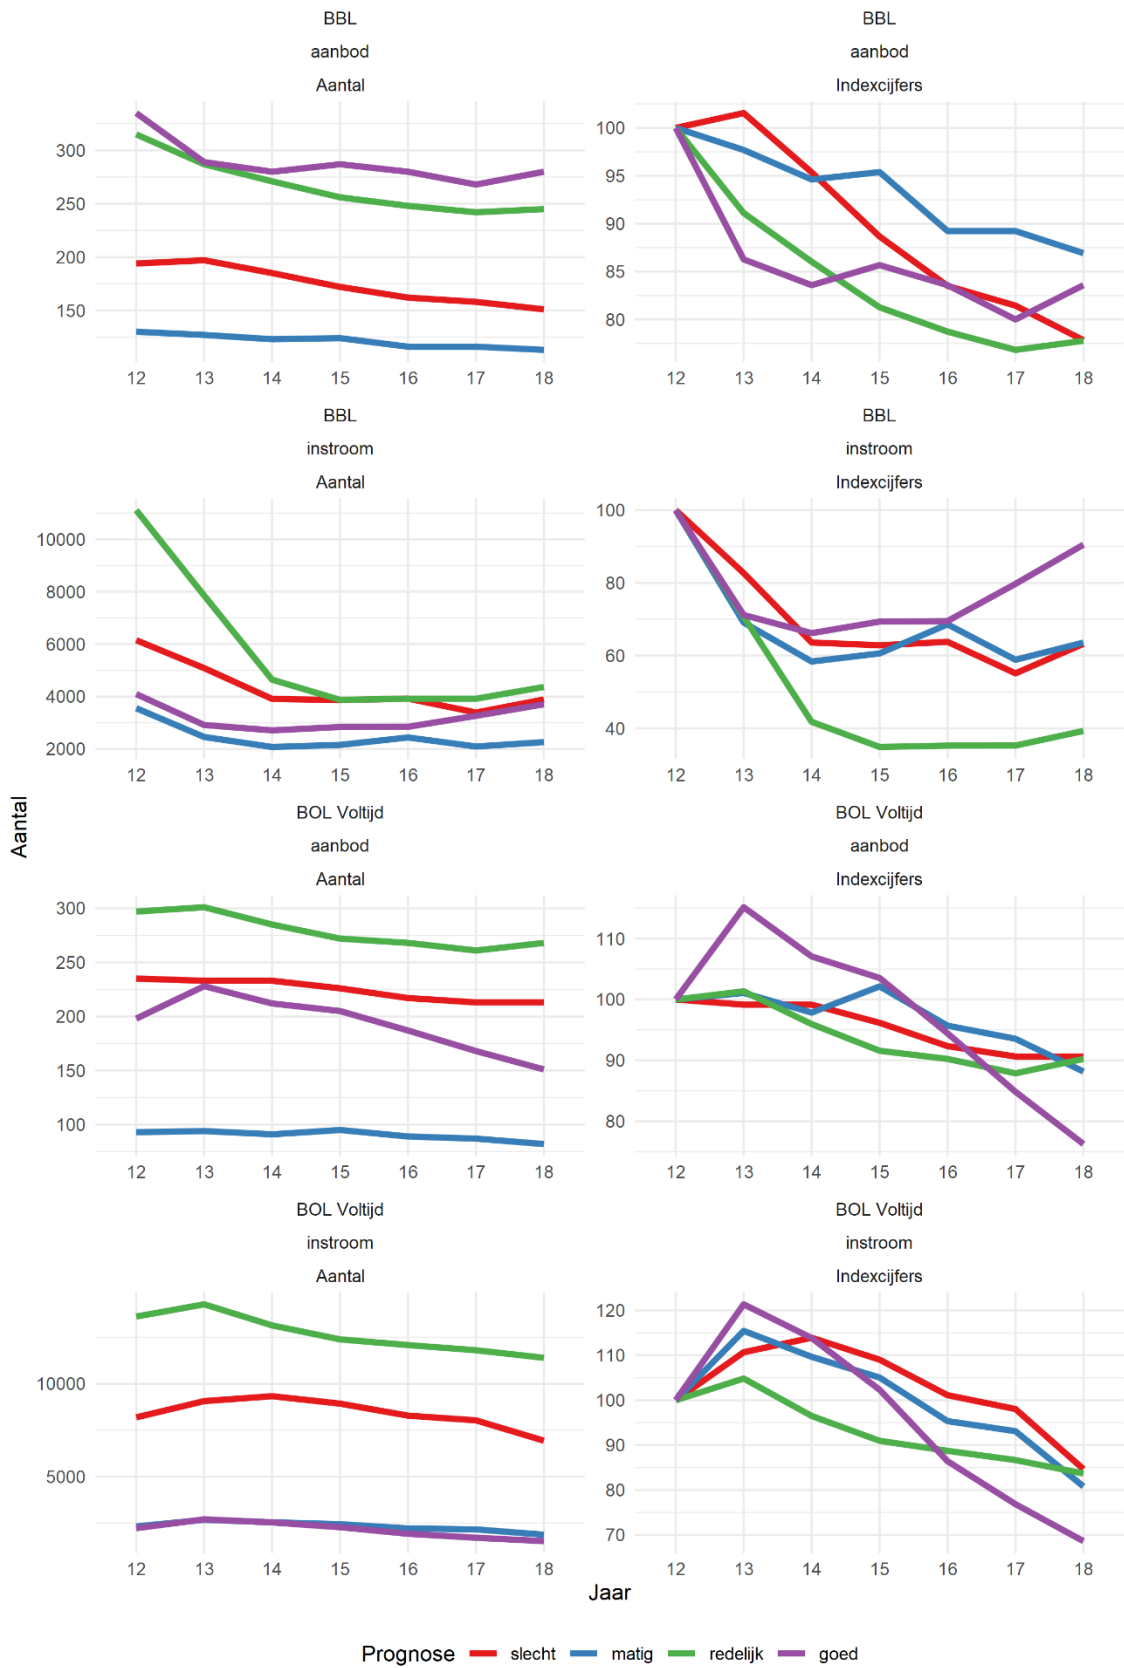 BBL
aanbod
Aantal
300
250
200
150
12 13 14 15 16 17 18
BBL
aanbod
Indexcijfers
100
95
90
85
80
12 13 14 15 16 17 18
BBL
instroom
Aantal
10000
8000
6000
4000
2000
12 13 14 15 16 17 18
BBL
instroom
Indexcijfers
100
80
60
40
12 13 14 15 16 17 18
Aantal
BOL Voltijd
aanbod
Aantal
300
250
200
150
100
12 13 14 15 16 17 18
BOL Voltijd
aanbod
Indexcijfers
110
100
90
80
12 13 14 15 16 17 18
BOL Voltijd
instroom
Aantal
10000
5000
12 13 14 15 16 17 18
BOL Voltijd
instroom
Indexcijfers
120
110
100
90
80
70
12 13 14 15 16 17 18
Jaar
Prognose slecht matig redelijk goed